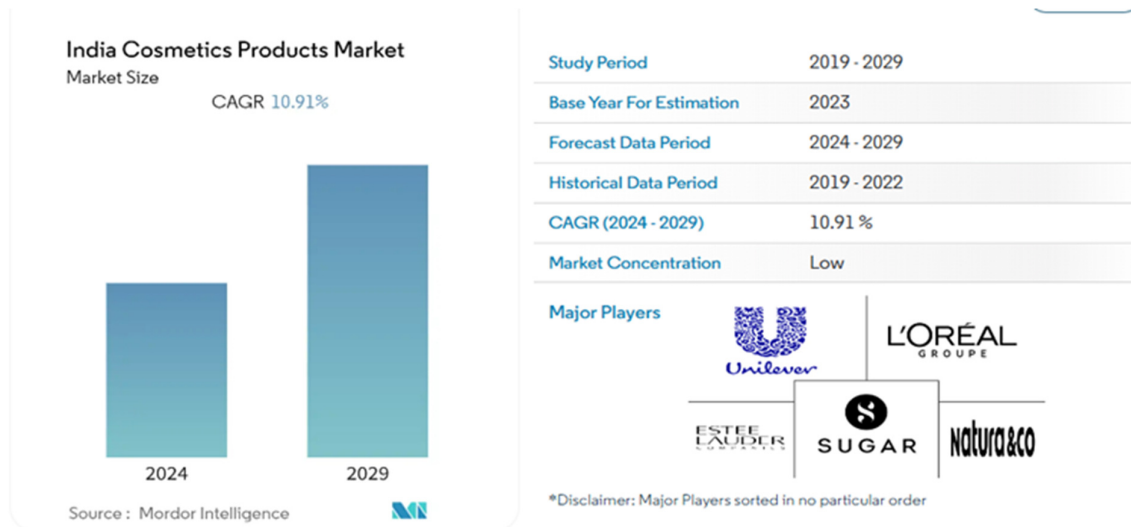 India Cosmetics Products Market
Market Size
CAGR 10.91%
2024
2029
Source : Mordor Intelligence
Study Period 2019 - 2029
Base Year For Estimation 2023
Forecast Data Period 2024 - 2029
Historical Data Period 2019 - 2022
CAGR (2024 - 2029) 10.91 %
Market Concentration Low
Major Players
Unilever
L'ORÉAL
GROUPE
ESTEE
LAUDER
COMPANIES
SUGAR
Natura&co
*Disclaimer: Major Players sorted in no particular order